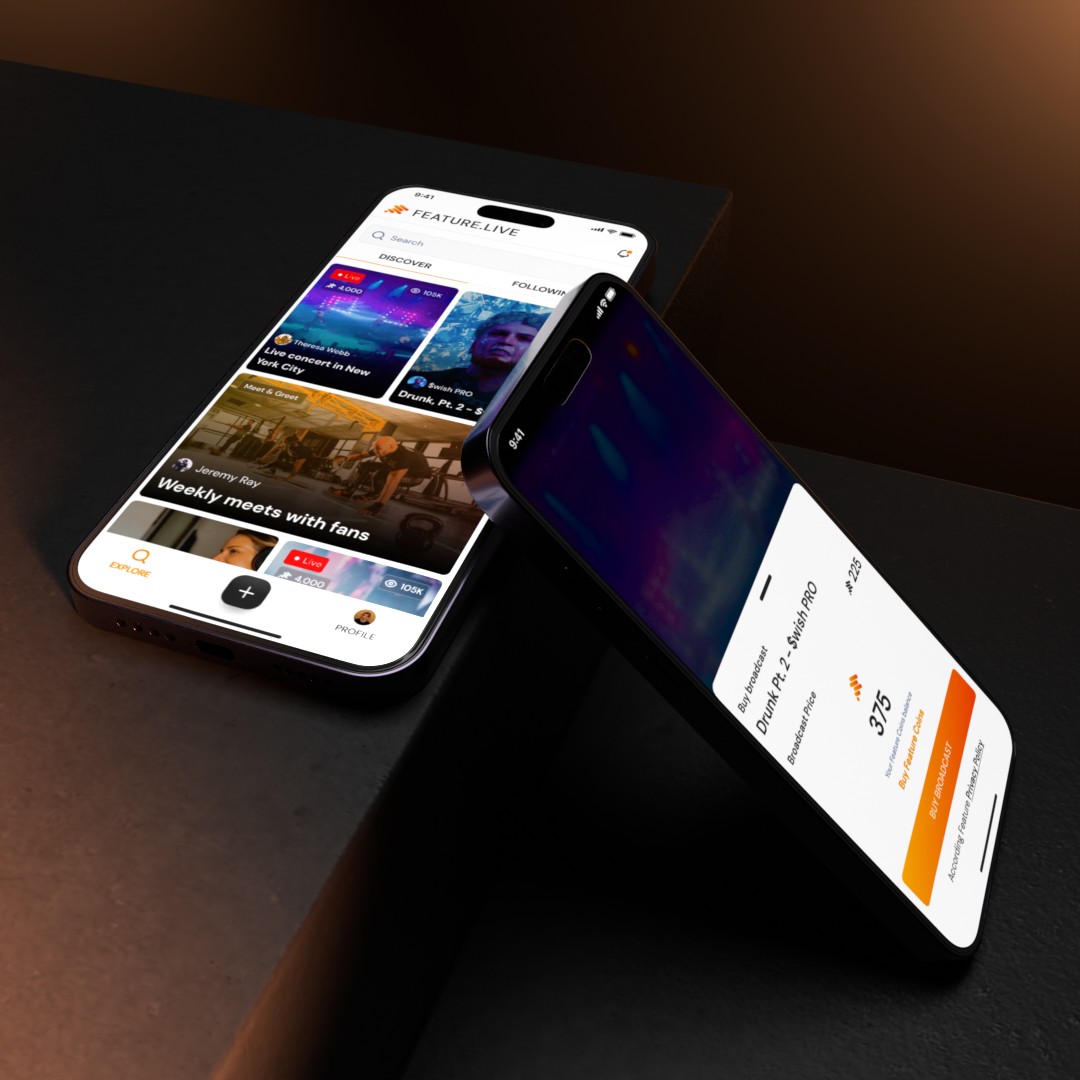 9:41
FEATURE.LIVE
Search
DISCOVER
FOLLOWIN
Live
4,000
105K
Theresa Webb
Live concert in New
York City
$wish PRO
Drunk, Pt. 2 - $
Meet & Greet
Jeremy Ray
Weekly meets with fans
Live
4,000
105K
EXPLORE
+
PROFILE
9:41
Buy broadcast
Drunk Pt. 2 - $wish PRO
Broadcast Price
225
375
Your Feature Coins balance
Buy Feature Coins
BUY BROADCAST
According Feature Privacy Policy